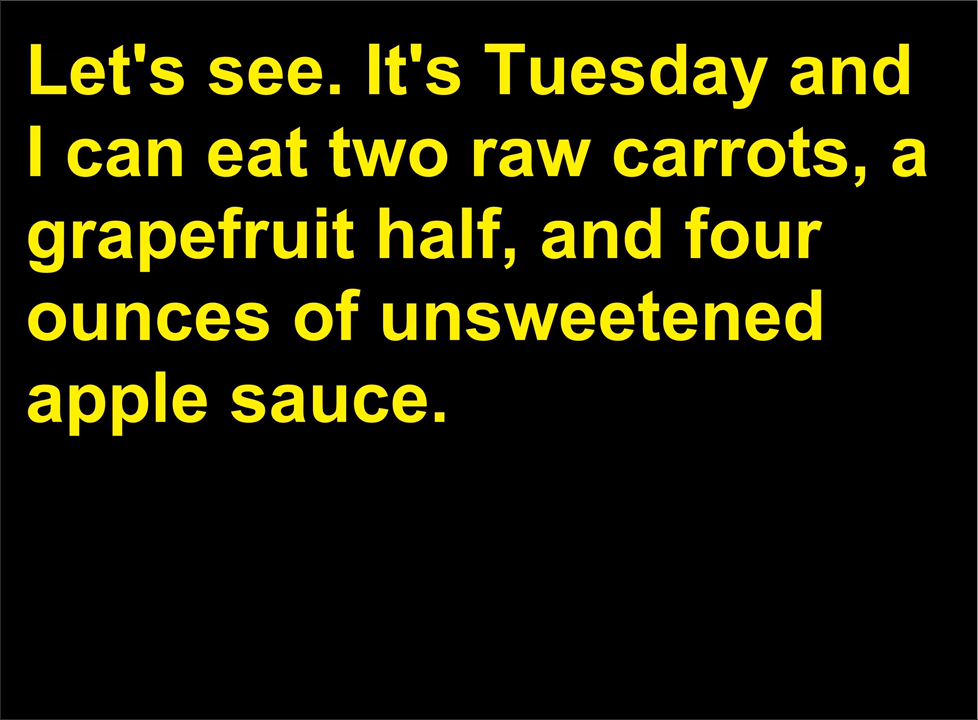 Let's see. It's Tuesday and
I can eat two raw carrots, a
grapefruit half, and four
ounces of unsweetened
apple sauce.